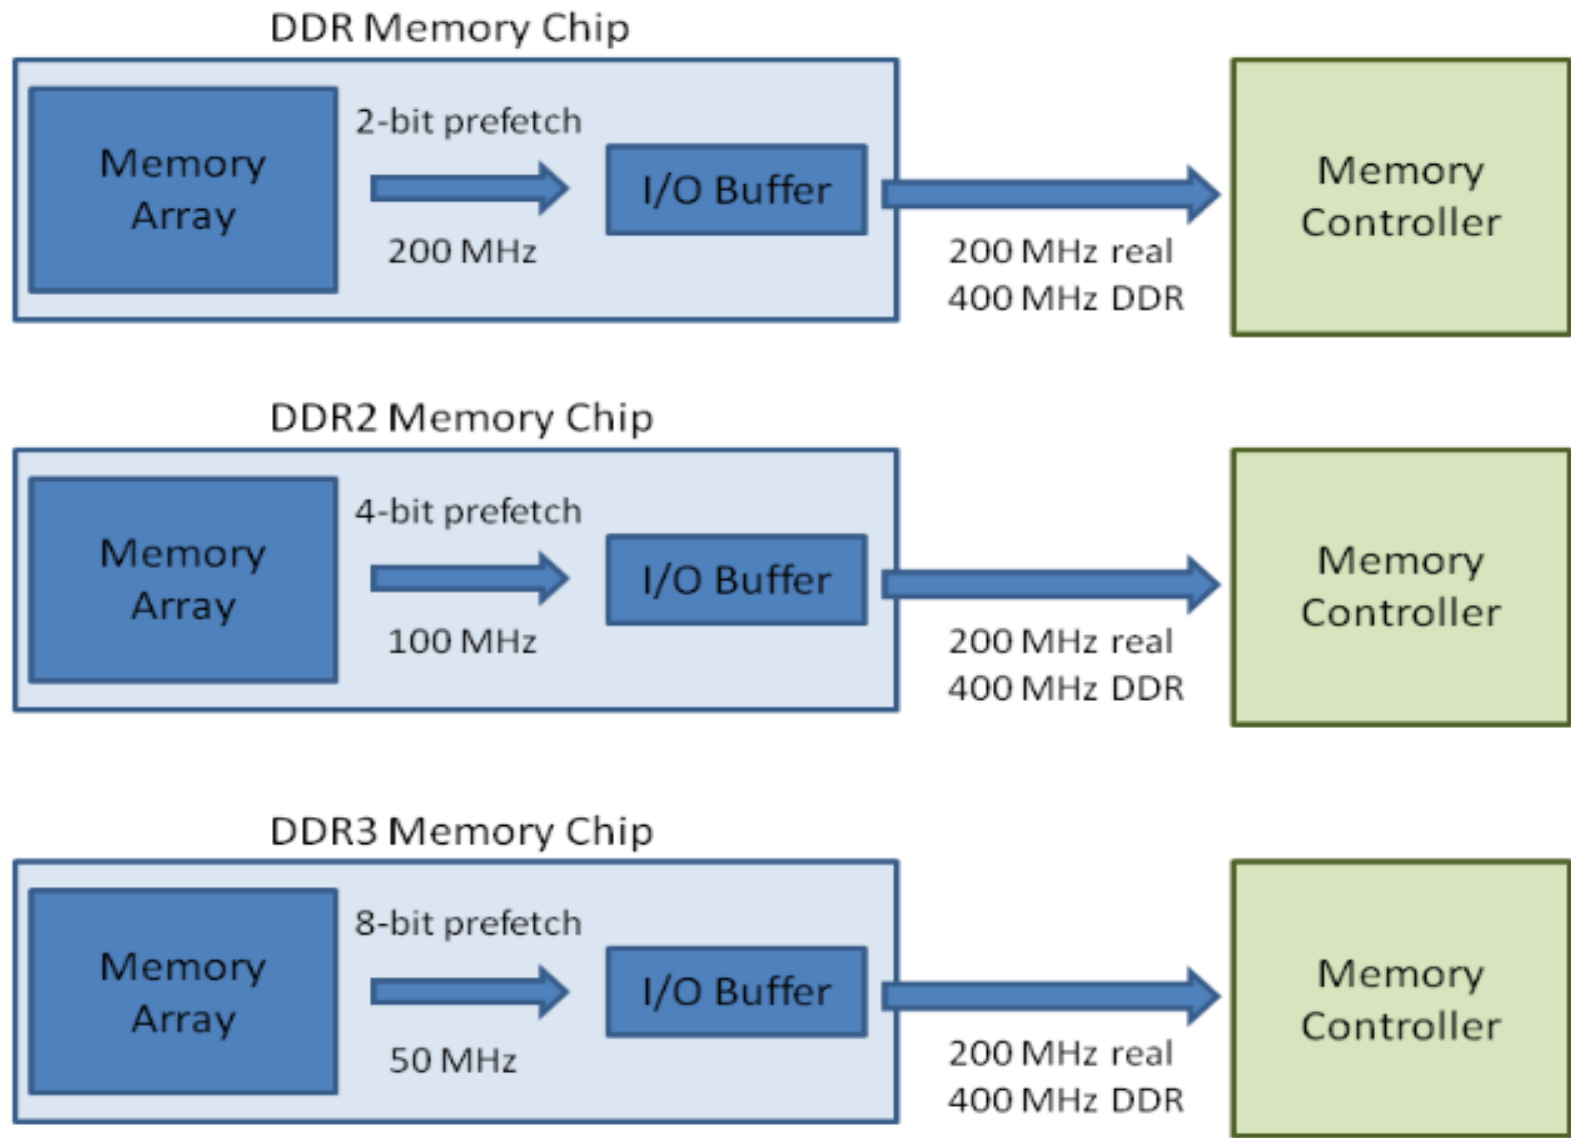 DDR Memory Chip
Memory
Array
2-bit prefetch
200 MHz
I/O Buffer
200 MHz real
400 MHz DDR
Memory
Controller
DDR2 Memory Chip
Memory
Array
4-bit prefetch
100 MHz
I/O Buffer
200 MHz real
400 MHz DDR
Memory
Controller
DDR3 Memory Chip
Memory
Array
8-bit prefetch
50 MHz
I/O Buffer
200 MHz real
400 MHz DDR
Memory
Controller